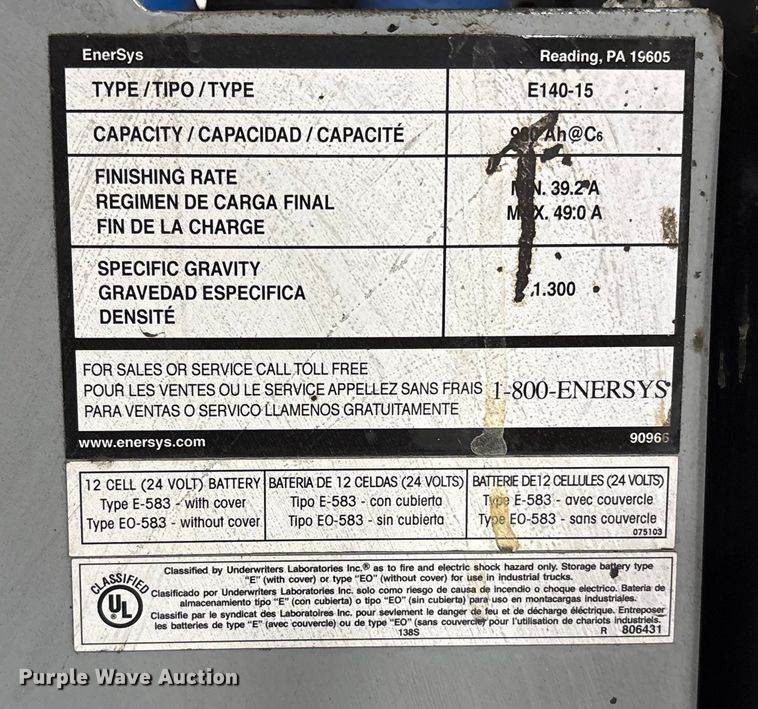 EnerSys Reading, PA 19605
TYPE / TIPO / TYPE E140-15
CAPACITY / CAPACIDAD / CAPACITÉ Ah@C6
FINISHING RATE
REGIMEN DE CARGA FINAL
FIN DE LA CHARGE
MIN. 39.2 A
MAX. 49.0 A
SPECIFIC GRAVITY
GRAVEDAD ESPECIFICA
DENSITÉ
1.300
FOR SALES OR SERVICE CALL TOLL FREE
POUR LES VENTES OU LE SERVICE APPELLEZ SANS FRAIS 1-800-ENERSYS
PARA VENTAS O SERVICO LLAMENOS GRATUITAMENTE
www.enersys.com 90966
12 CELL (24 VOLT) BATTERY
Type E-583 - with cover
Type EO-583 - without cover
BATERIA DE 12 CELDAS (24 VOLTS)
Tipo E-583 - con cubierta
Tipo EO-583 - sin cubierta
BATTERIE DE12 CELLULES (24 VOLTS)
Type E-583 - avec couvercle
Type EO-583 - sans couvercle
075103
CLASSIFIED
UL
Classified by Underwriters Laboratories Inc.® as to fire and electric shock hazard only. Storage battery type
"E" (with cover) or type "EO" (without cover) for use in industrial trucks.
Clasificado por Underwriters Laboratories Inc. solo como riesgo de causa de incendio o choque electrico. Bateria de
almacenamiento tipo "E" (con cubierta) o tipo "EO" (sin cubierta) para uso en montacargas industriales.
Classifie par le syndicat des Laboratoires Inc. pour sevlement le danger de feu et de décharge éléctrique. Entreposer
les batteries de type "E" (avec couvercle) ou de type "EO" (sans couvercle) pour l'utilisation de chariots industriels.
138S R 806431
Purple Wave Auction